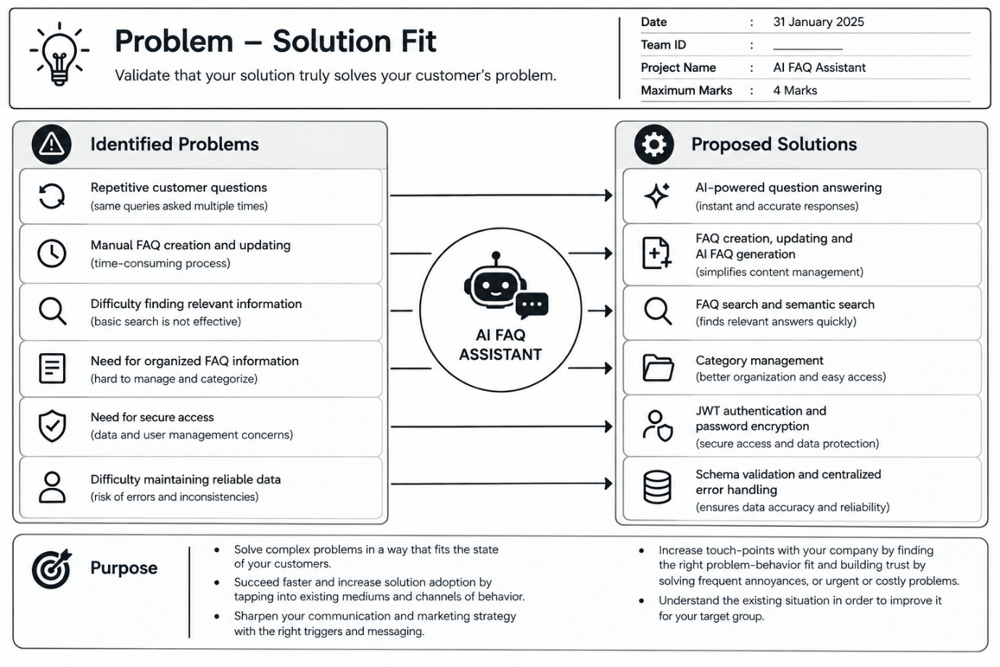 Problem – Solution Fit
Validate that your solution truly solves your customer's problem.
Date : 31 January 2025
Team ID : __________
Project Name : AI FAQ Assistant
Maximum Marks : 4 Marks
Identified Problems
Repetitive customer questions
(same queries asked multiple times)
Manual FAQ creation and updating
(time-consuming process)
Difficulty finding relevant information
(basic search is not effective)
Need for organized FAQ information
(hard to manage and categorize)
Need for secure access
(data and user management concerns)
Difficulty maintaining reliable data
(risk of errors and inconsistencies)
AI FAQ
ASSISTANT
Proposed Solutions
AI-powered question answering
(instant and accurate responses)
FAQ creation, updating and
AI FAQ generation
(simplifies content management)
FAQ search and semantic search
(finds relevant answers quickly)
Category management
(better organization and easy access)
JWT authentication and
password encryption
(secure access and data protection)
Schema validation and centralized
error handling
(ensures data accuracy and reliability)
Purpose
• Solve complex problems in a way that fits the state
of your customers.
• Succeed faster and increase solution adoption by
tapping into existing mediums and channels of behavior.
• Sharpen your communication and marketing strategy
with the right triggers and messaging.
• Increase touch-points with your company by finding
the right problem-behavior fit and building trust by
solving frequent annoyances, or urgent or costly problems.
• Understand the existing situation in order to improve it
for your target group.